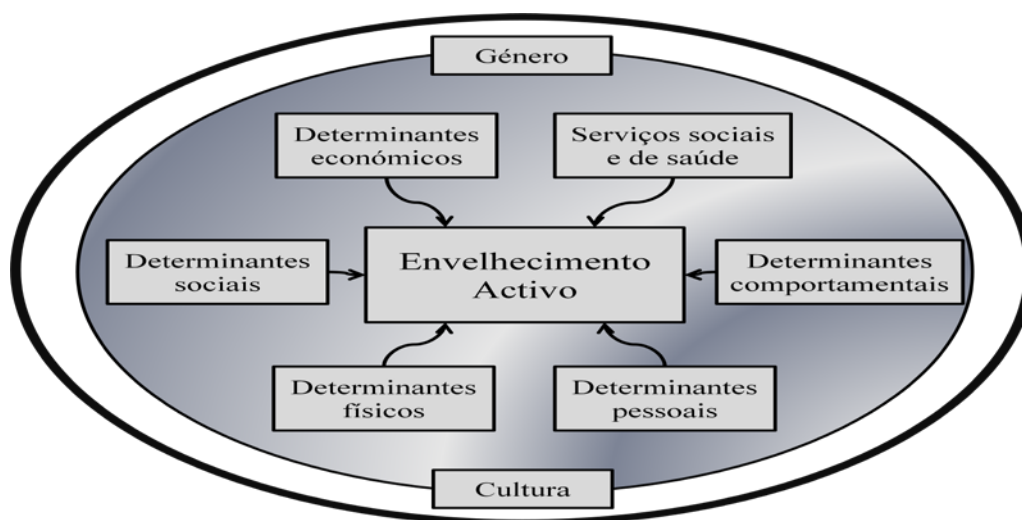 Género
Determinantes
económicos
Serviços sociais
e de saúde
Determinantes
sociais
Envelhecimento
Activo
Determinantes
comportamentais
Determinantes
físicos
Determinantes
pessoais
Cultura